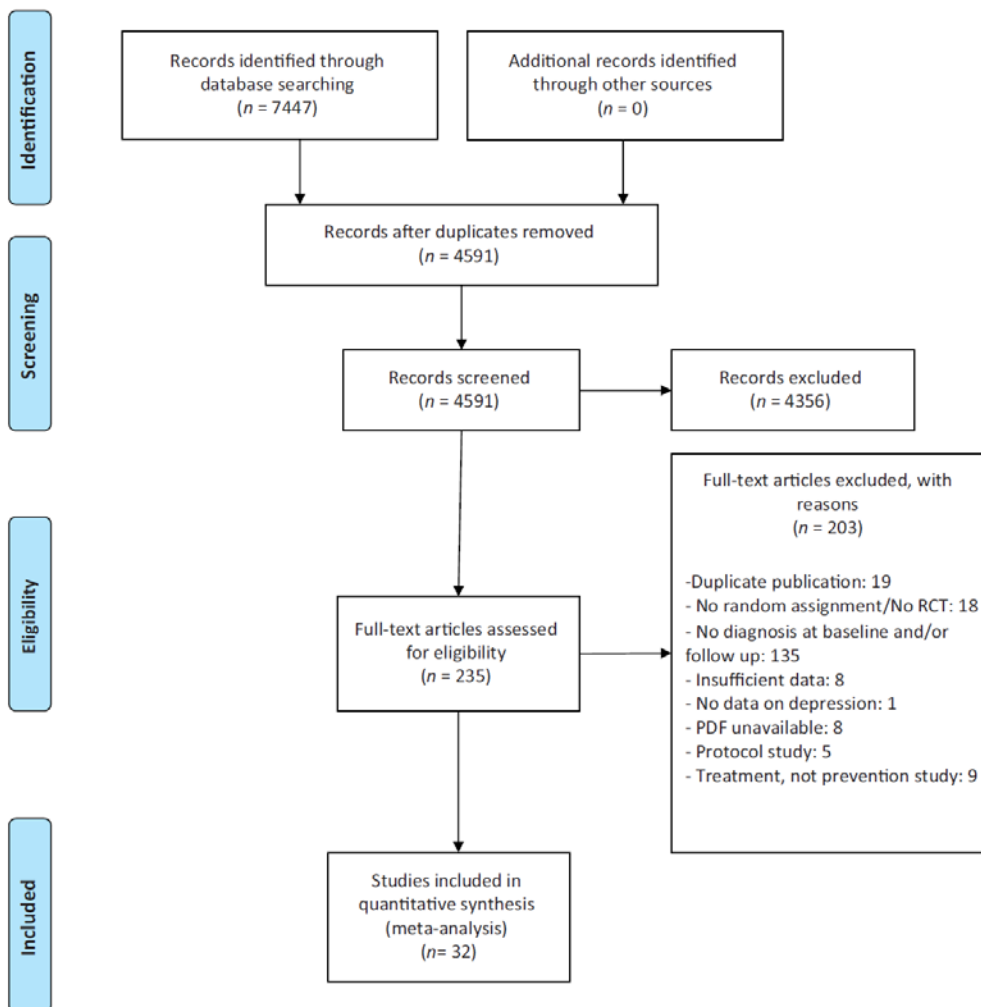 Identification
Records identified through
database searching
(n = 7447)
Additional records identified
through other sources
(n = 0)
Records after duplicates removed
(n = 4591)
Screening
Records screened
(n = 4591)
Records excluded
(n = 4356)
Eligibility
Full-text articles assessed
for eligibility
(n = 235)
Full-text articles excluded, with
reasons
(n = 203)
-Duplicate publication: 19
- No random assignment/No RCT: 18
- No diagnosis at baseline and/or
follow up: 135
- Insufficient data: 8
- No data on depression: 1
- PDF unavailable: 8
- Protocol study: 5
- Treatment, not prevention study: 9
Included
Studies included in
quantitative synthesis
(meta-analysis)
(n= 32)